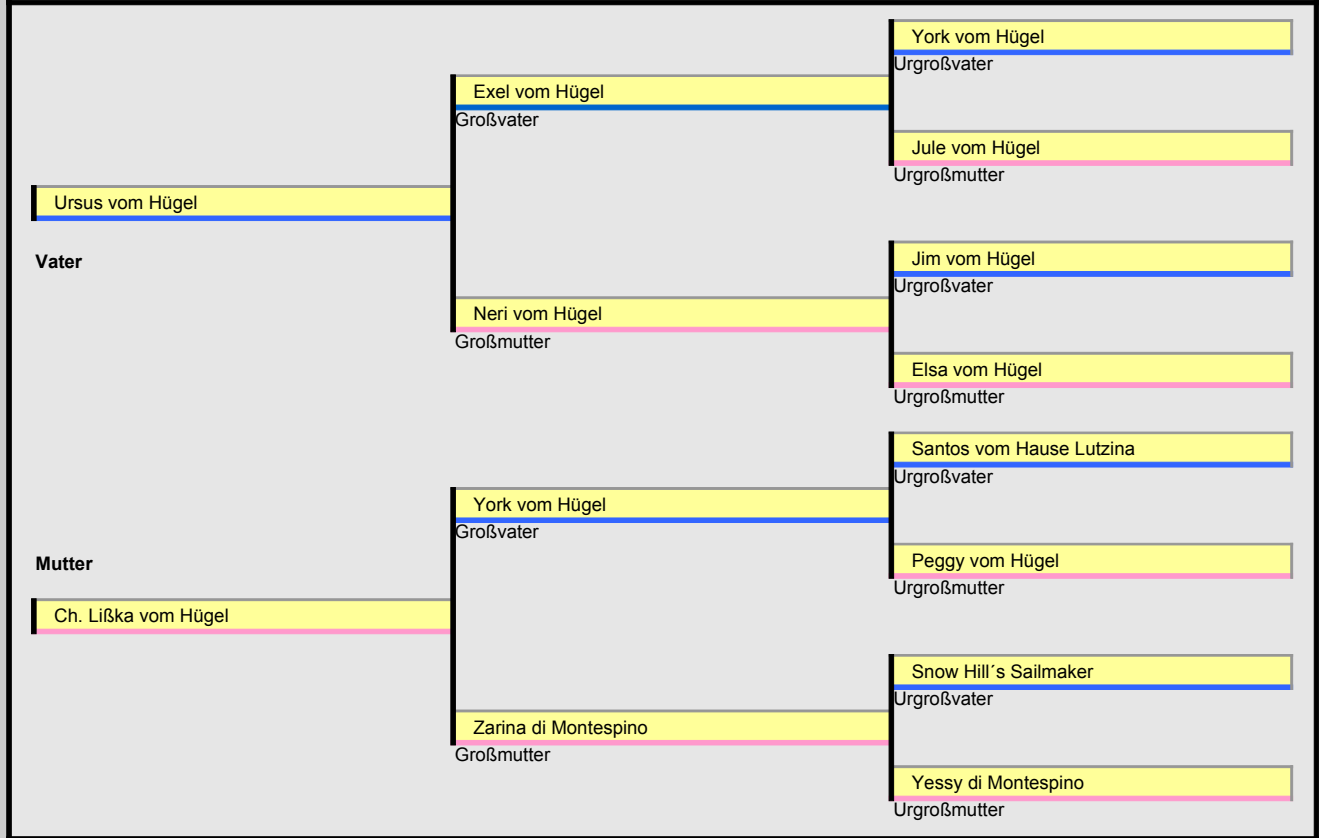 York vom Hügel
Urgroßvater
Exel vom Hügel
Großvater
Jule vom Hügel
Urgroßmutter
Ursus vom Hügel
Vater
Jim vom Hügel
Urgroßvater
Neri vom Hügel
Großmutter
Elsa vom Hügel
Urgroßmutter
Santos vom Hause Lutzina
Urgroßvater
York vom Hügel
Großvater
Mutter
Peggy vom Hügel
Urgroßmutter
Ch. Lißka vom Hügel
Snow Hill´s Sailmaker
Urgroßvater
Zarina di Montespino
Großmutter
Yessy di Montespino
Urgroßmutter